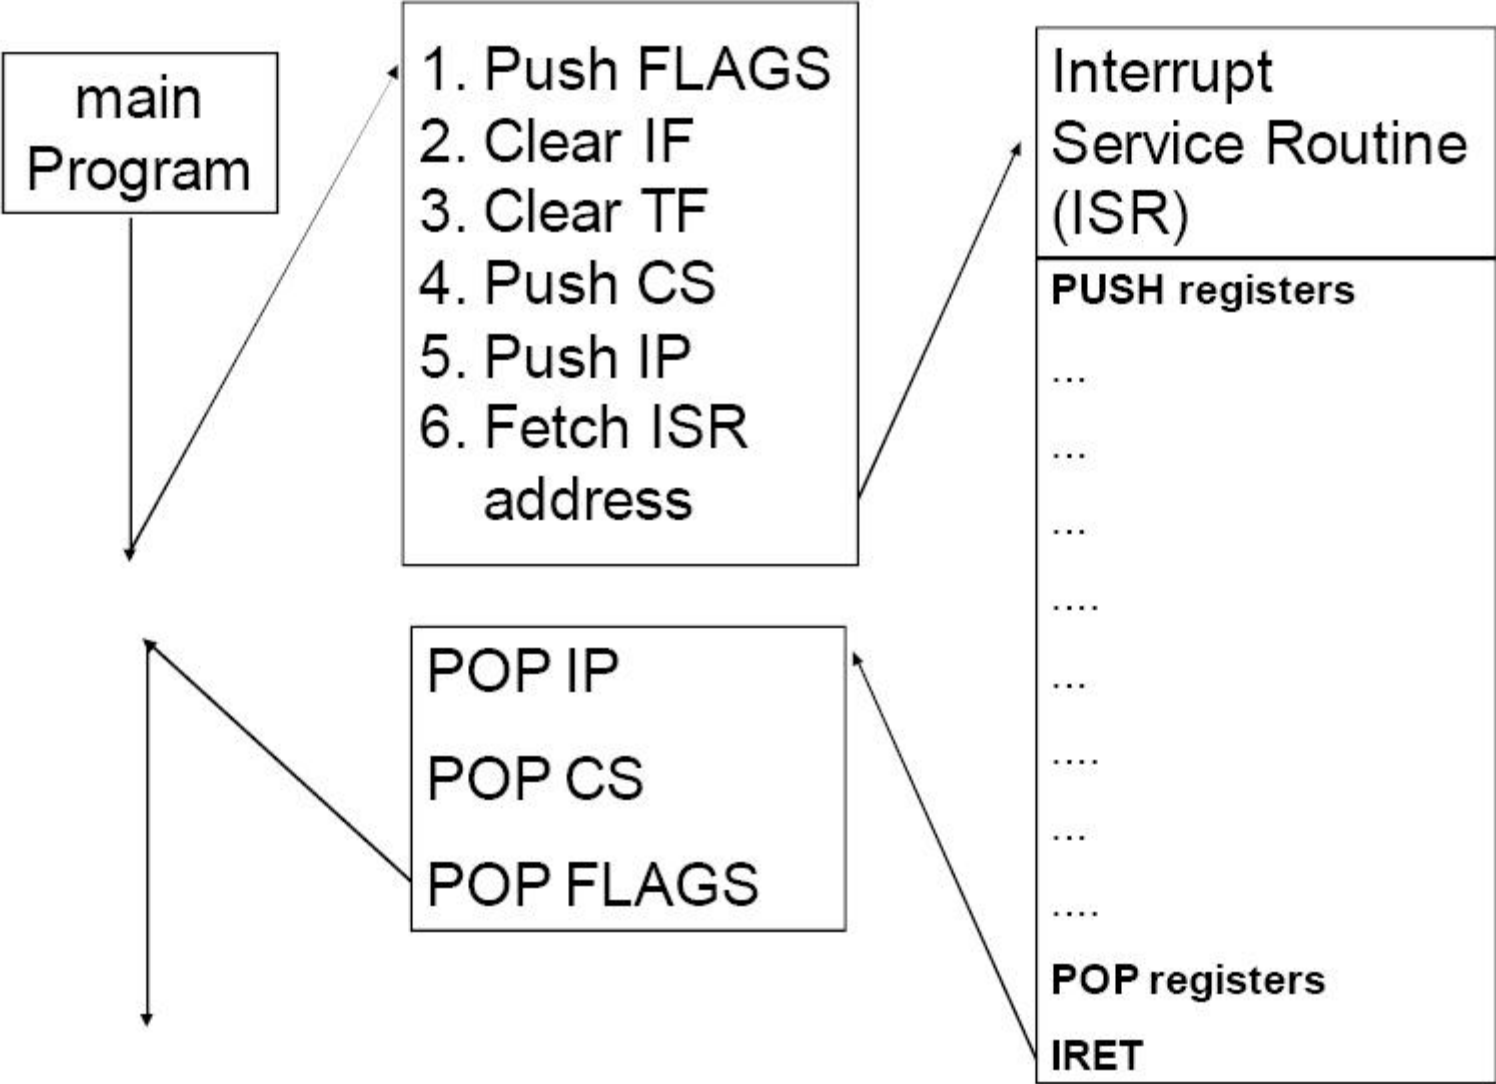 main
Program
1. Push FLAGS
2. Clear IF
3. Clear TF
4. Push CS
5. Push IP
6. Fetch ISR
address
Interrupt
Service Routine
(ISR)
PUSH registers
...
...
...
....
...
....
...
....
POP registers
IRET
POP IP
POP CS
POP FLAGS